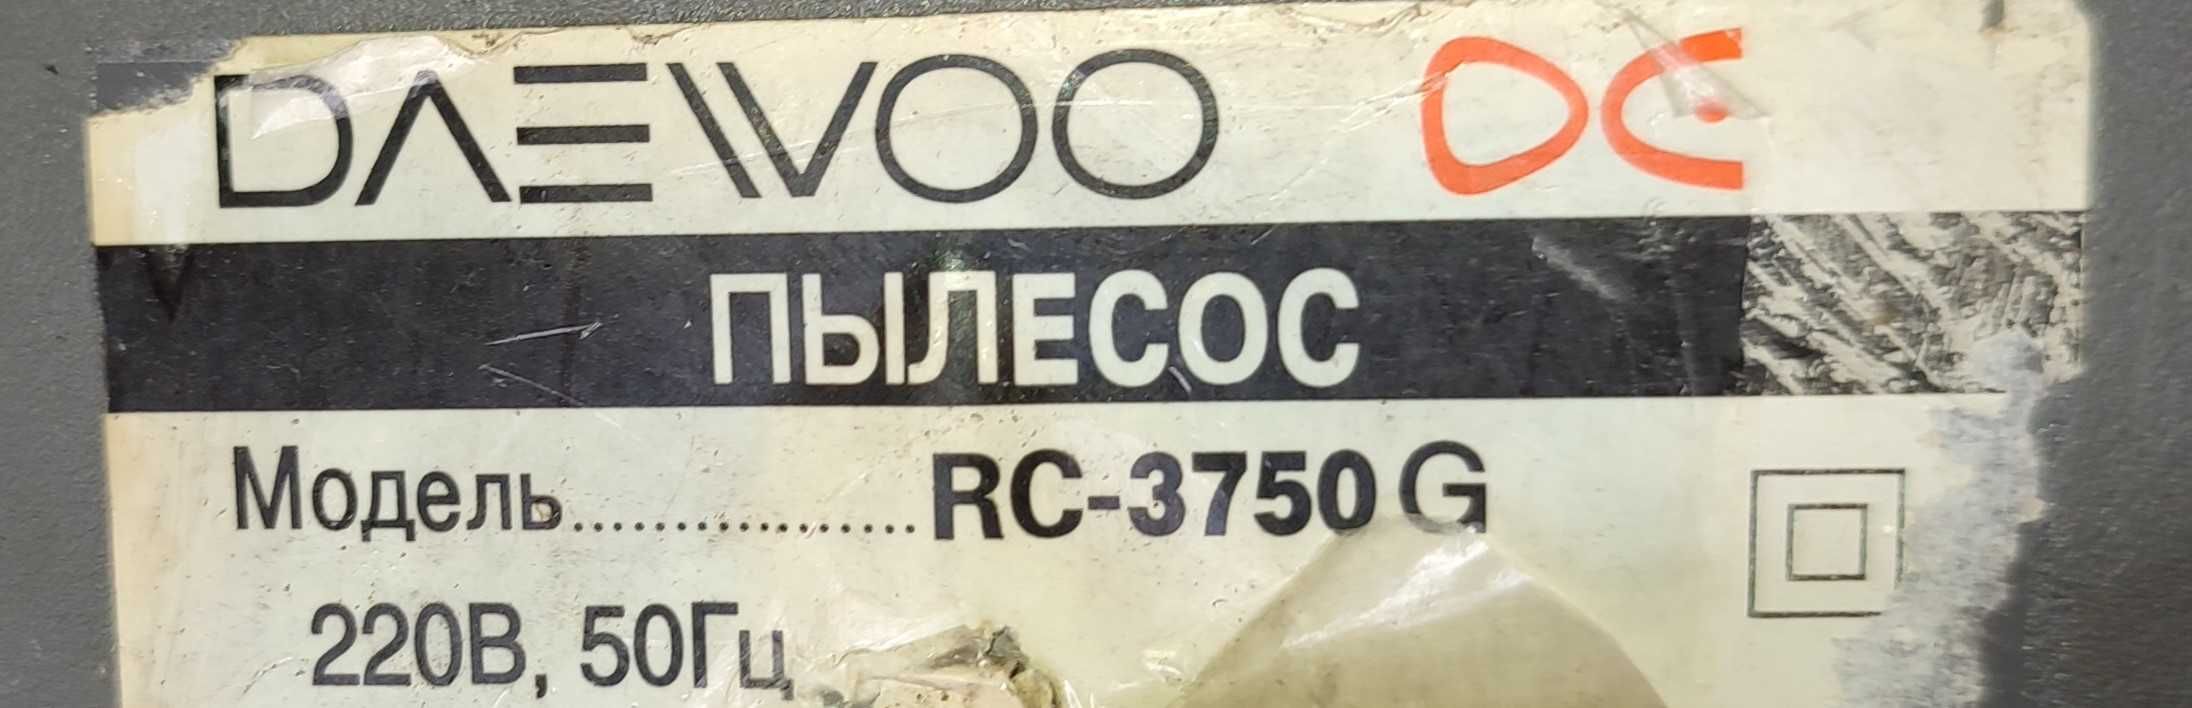 DAEWOO
ПЫЛЕСОС
Модель.................RC-3750 G
220В, 50Гц